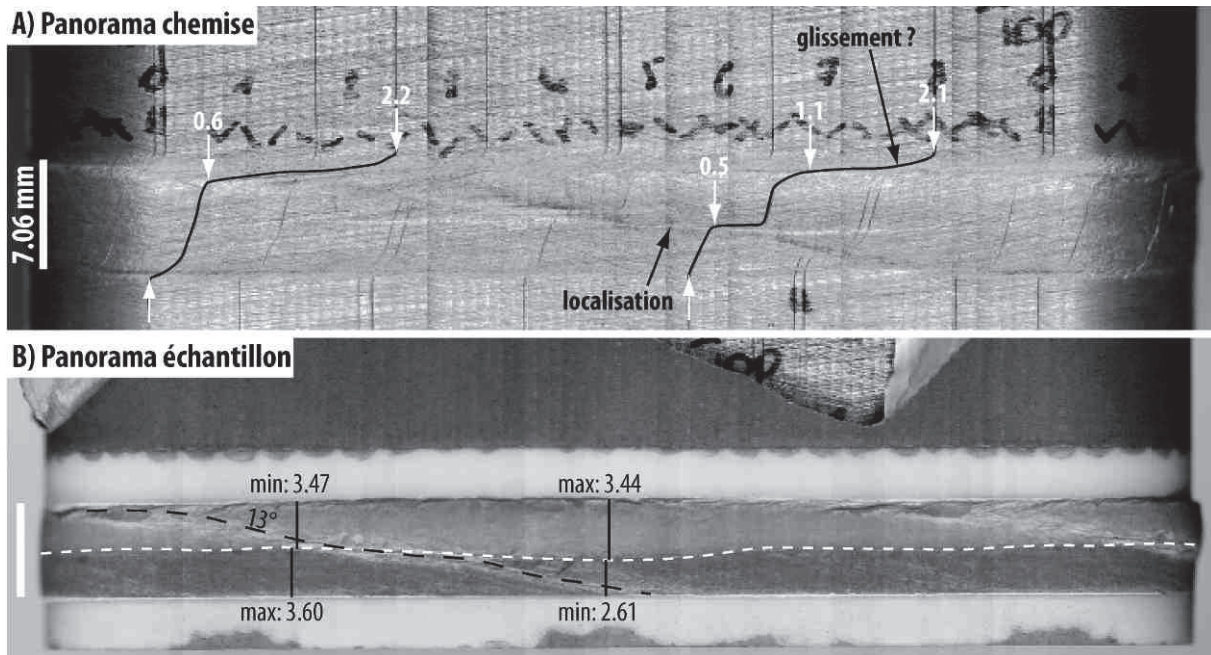 A) Panorama chemise
glissement ?
2.2
2.1
0.6
1.1
0.5
7.06 mm
localisation
B) Panorama échantillon
min: 3.47
max: 3.44
13°
max: 3.60
min: 2.61